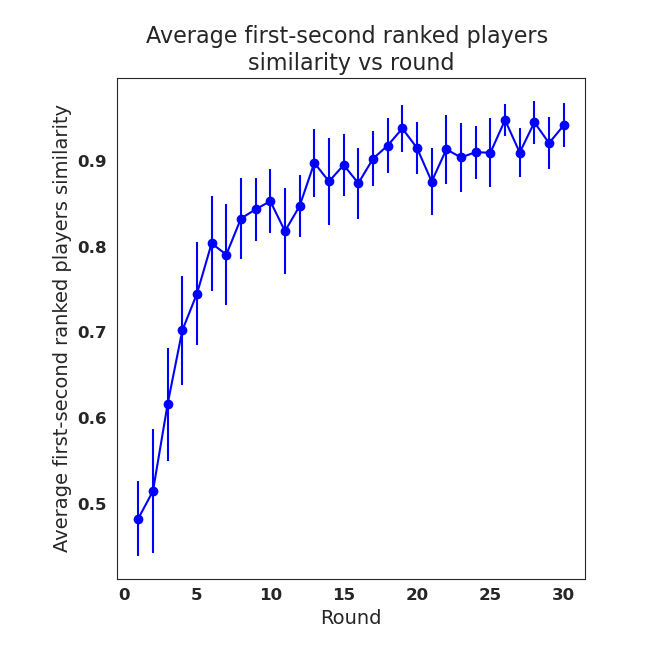 Average first-second ranked players
similarity vs round
Average first-second ranked players similarity
0.9
0.8
0.7
0.6
0.5
0 5 10 15 20 25 30
Round